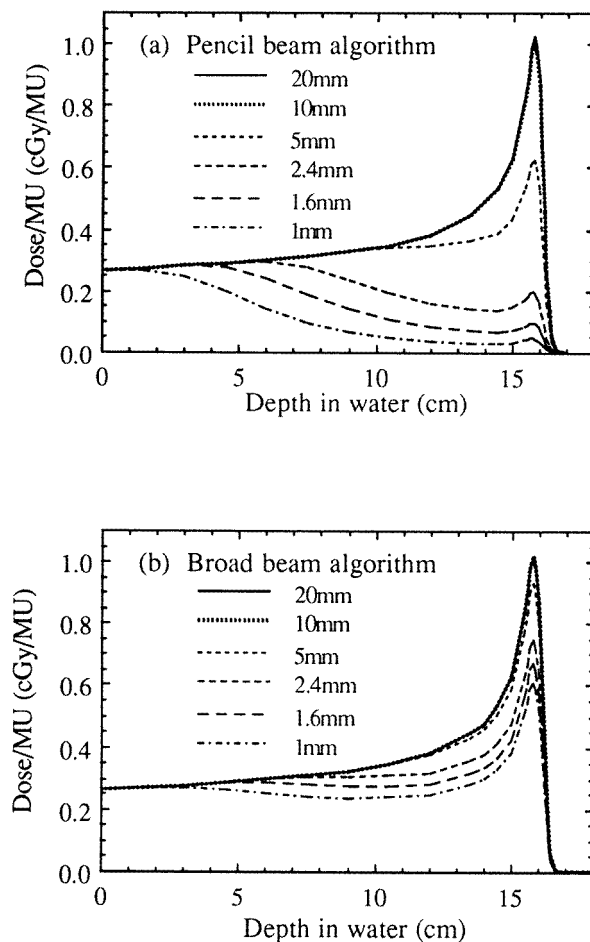 (a) Pencil beam algorithm
20mm
10mm
5mm
2.4mm
1.6mm
1mm
Dose/MU (cGy/MU)
1.0
0.8
0.6
0.4
0.2
0.0
0 5 10 15
Depth in water (cm)
(b) Broad beam algorithm
20mm
10mm
5mm
2.4mm
1.6mm
1mm
Dose/MU (cGy/MU)
1.0
0.8
0.6
0.4
0.2
0.0
0 5 10 15
Depth in water (cm)